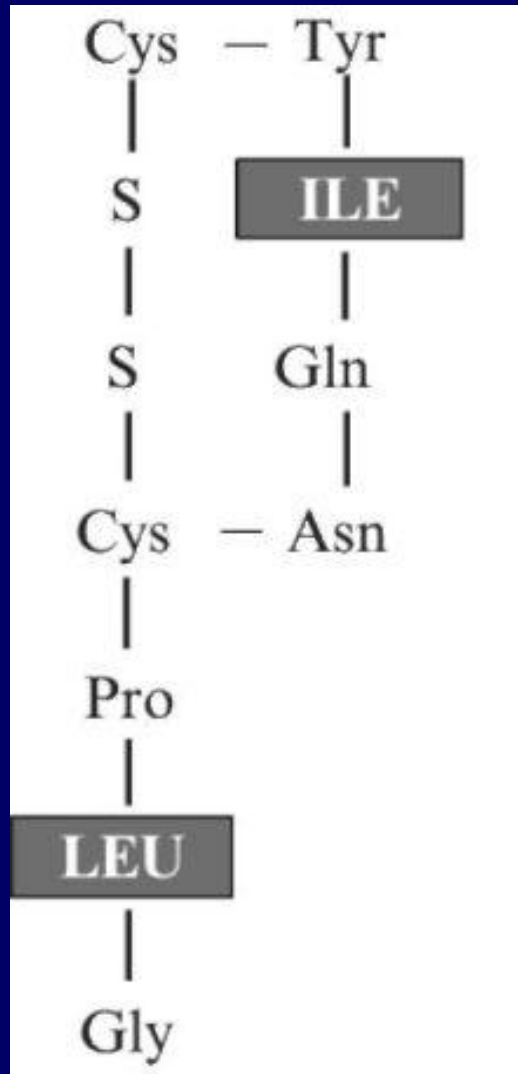 Cys – Tyr
S ILE
S Gln
Cys – Asn
Pro
LEU
Gly